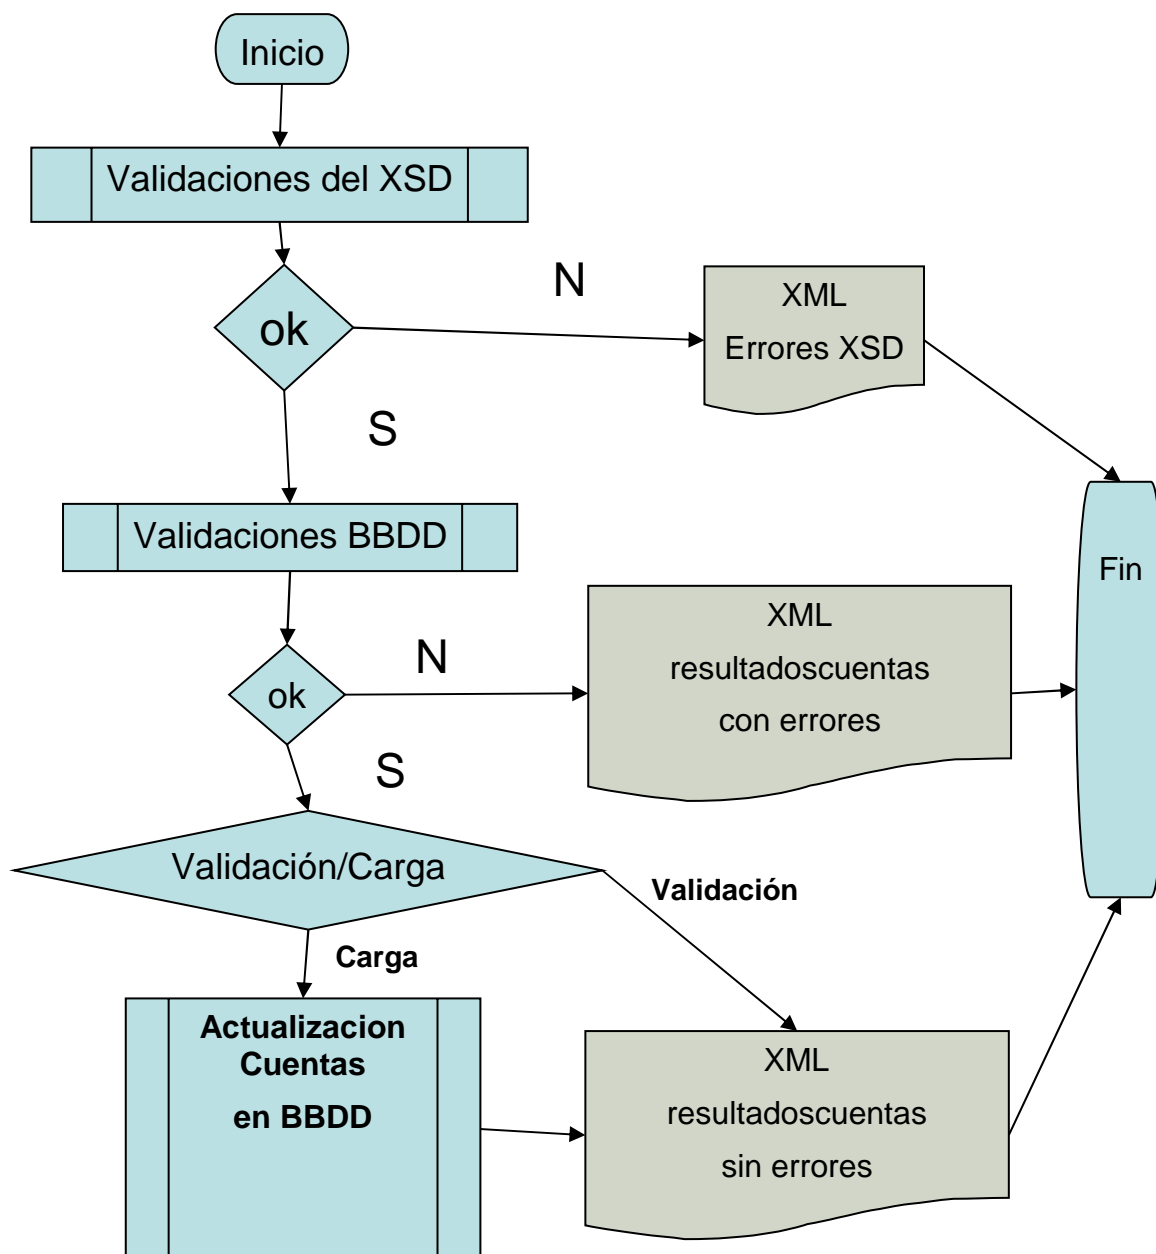 Inicio
Validaciones del XSD
ok
N
XML
Errores XSD
S
Validaciones BBDD
Fin
ok
N
XML
resultadoscuentas
con errores
S
Validación/Carga
Validación
Carga
Actualizacion
Cuentas
en BBDD
XML
resultadoscuentas
sin errores